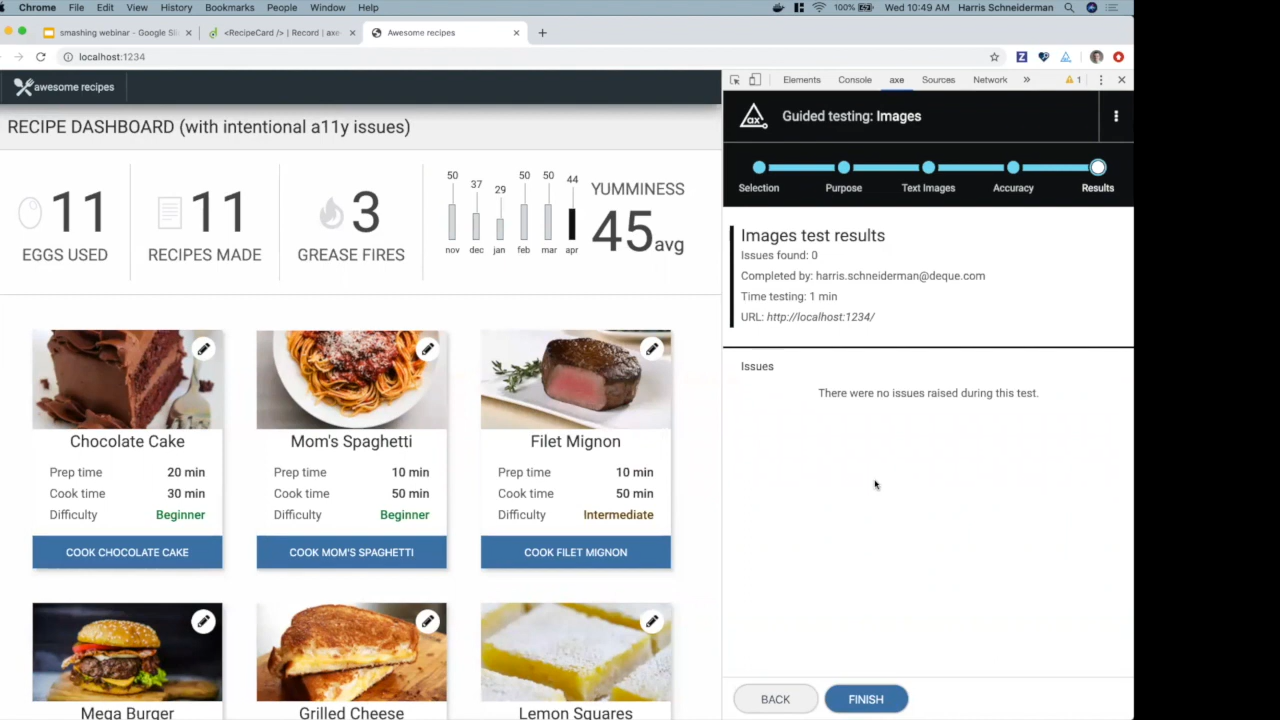 Chrome File Edit View History Bookmarks People Window Help 100% Wed 10:49 AM Harris Schneiderman
smashing webinar - Google Sli
<RecipeCard /> | Record | axe-
Awesome recipes
localhost:1234
awesome recipes
RECIPE DASHBOARD (with intentional a11y issues)
11
EGGS USED
11
RECIPES MADE
3
GREASE FIRES
50 37 29 50 50 44
nov dec jan feb mar apr
YUMMINESS
45avg
Chocolate Cake
Prep time 20 min
Cook time 30 min
Difficulty Beginner
COOK CHOCOLATE CAKE
Mom's Spaghetti
Prep time 10 min
Cook time 50 min
Difficulty Beginner
COOK MOM'S SPAGHETTI
Filet Mignon
Prep time 10 min
Cook time 50 min
Difficulty Intermediate
COOK FILET MIGNON
Mega Burger
Grilled Cheese
Lemon Squares
Elements Console axe Sources Network » 1
ax
Guided testing: Images
Selection Purpose Text Images Accuracy Results
Images test results
Issues found: 0
Completed by: harris.schneiderman@deque.com
Time testing: 1 min
URL: http://localhost:1234/
Issues
There were no issues raised during this test.
BACK FINISH